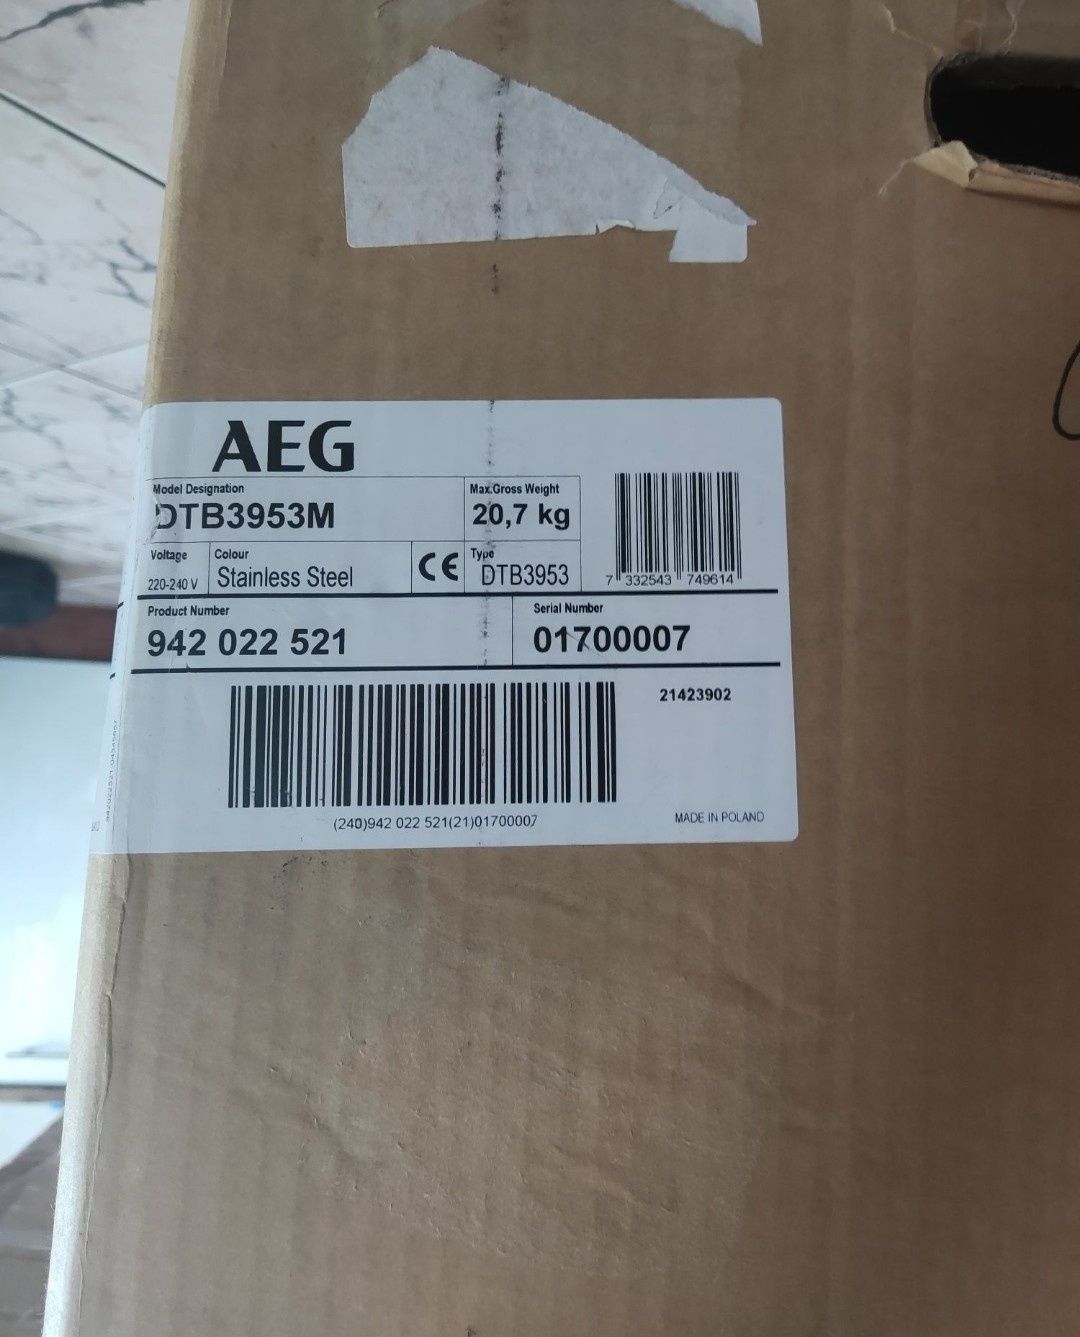 AEG
Model Designation
DTB3953M
Max.Gross Weight
20,7 kg
Voltage
220-240 V
Colour
Stainless Steel
CE
Type
DTB3953
7 332543 749614
Product Number
942 022 521
Serial Number
01700007
21423902
(240)942 022 521(21)01700007
MADE IN POLAND